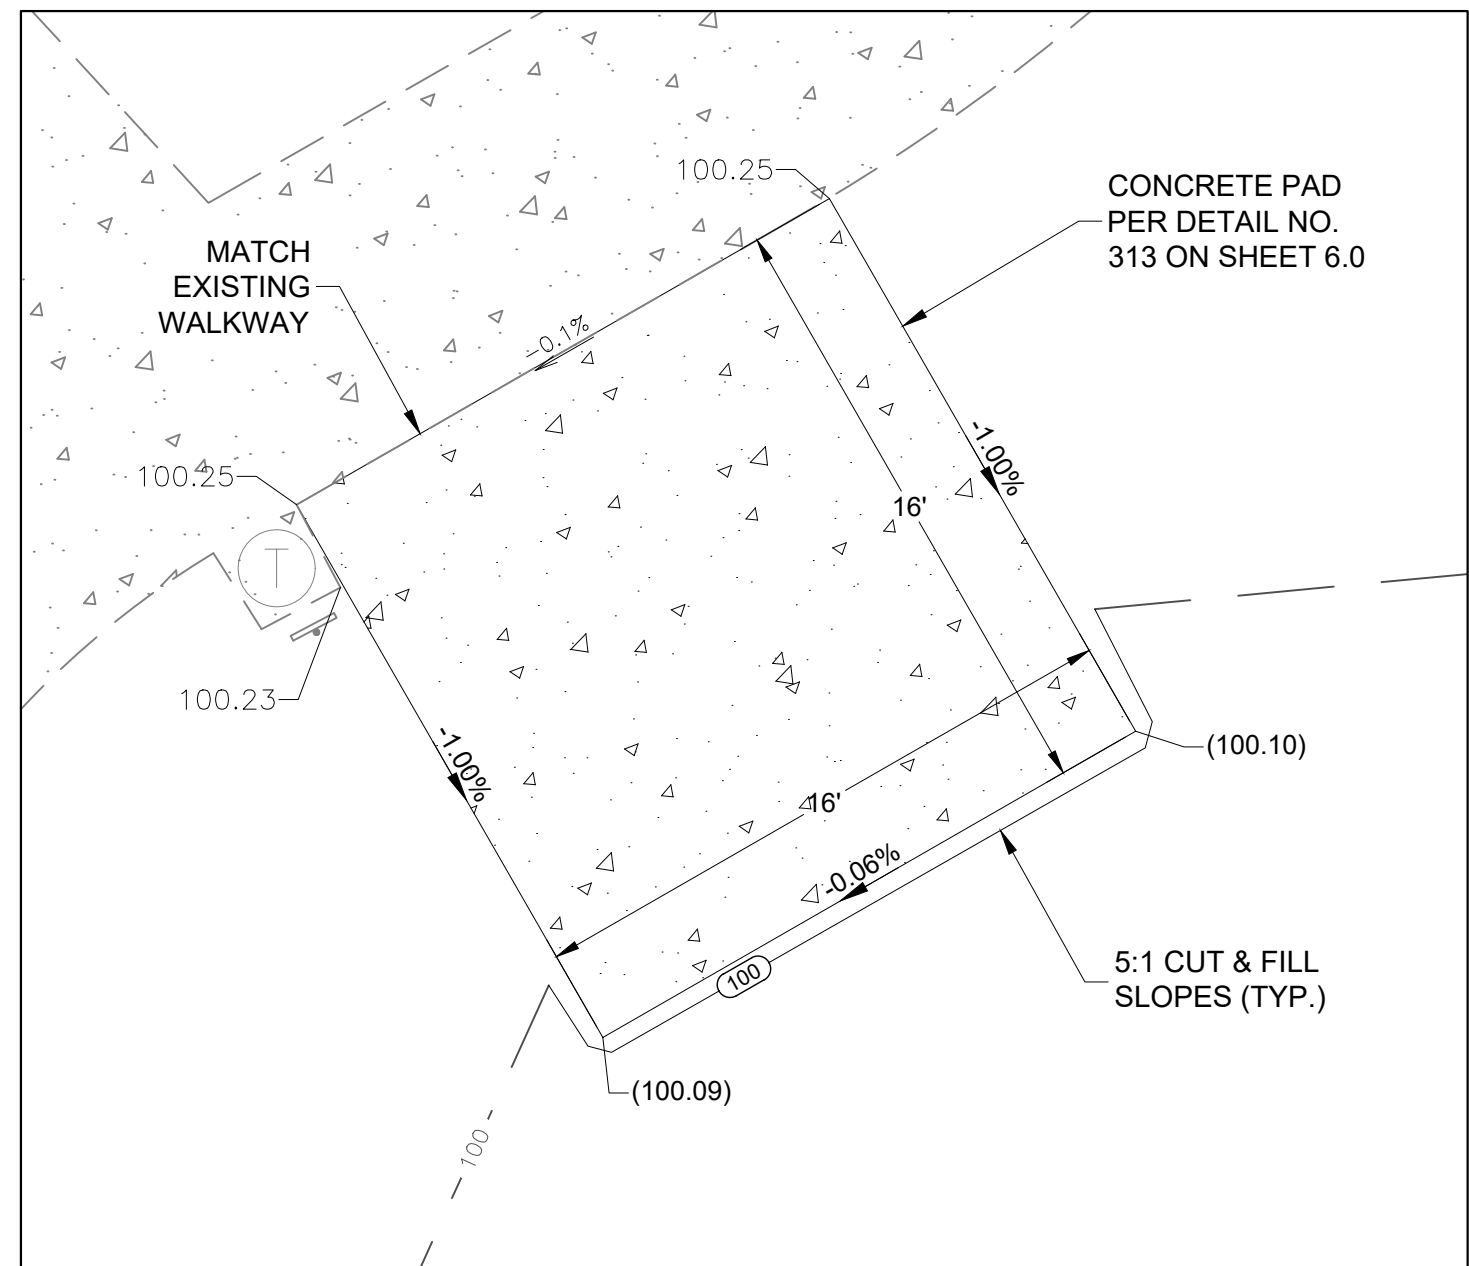 100.25
CONCRETE PAD
PER DETAIL NO.
313 ON SHEET 6.0
MATCH
EXISTING
WALKWAY
-0.1%
-1.00%
100.25
16'
T
100.23
-1.00%
(100.10)
16'
-0.06%
100
5:1 CUT & FILL
SLOPES (TYP.)
(100.09)
100